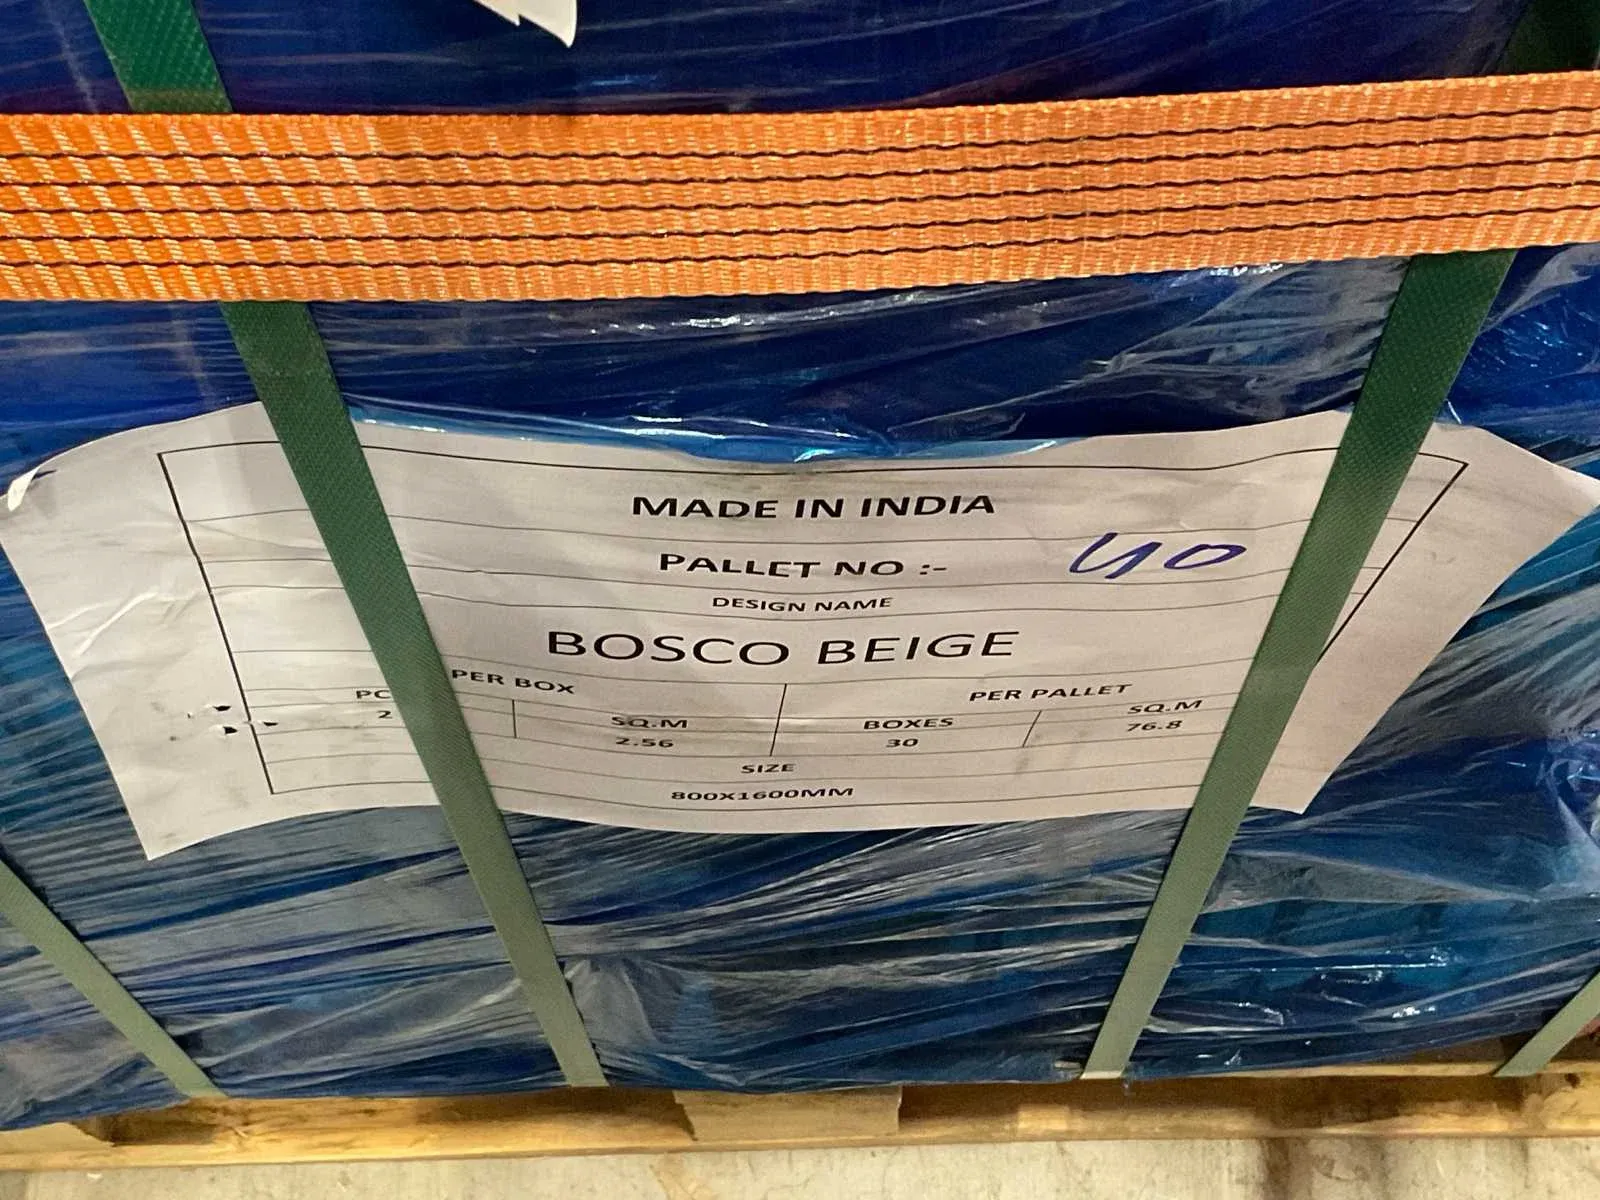 MADE IN INDIA
PALLET NO :- 40
DESIGN NAME
BOSCO BEIGE
PER BOX PER PALLET
PC SQ.M BOXES SQ.M
2 2.56 30 76.8
SIZE
800X1600MM